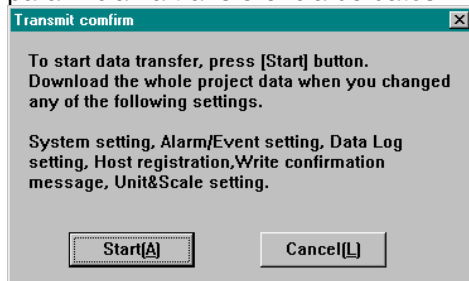 Transmit comfirm
To start data transfer, press [Start] button.
Download the whole project data when you changed
any of the following settings.
System setting, Alarm/Event setting, Data Log
setting, Host registration,Write confirmation
message, Unit&Scale setting.
Start(A) Cancel(L)